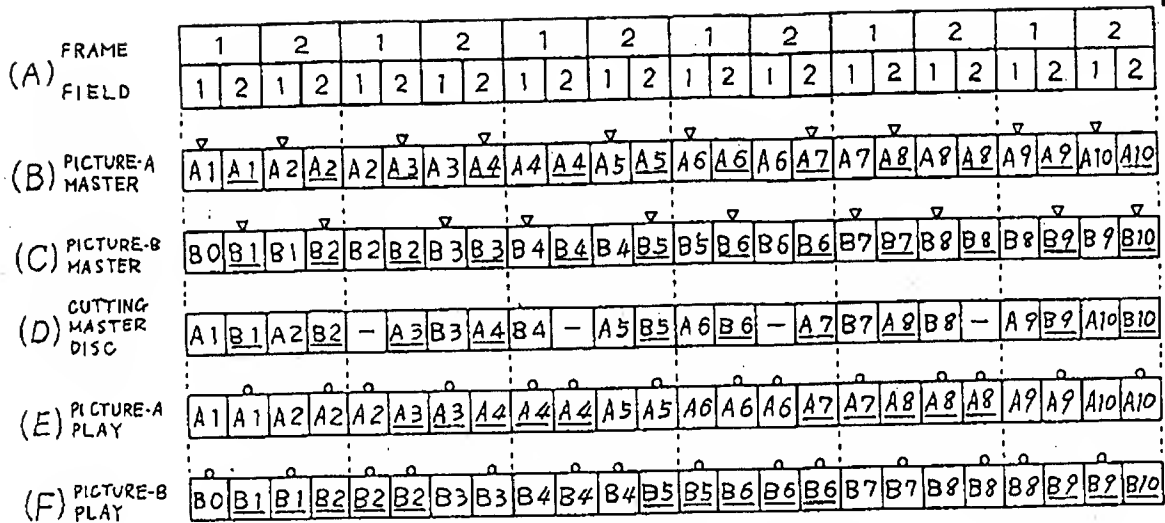 (A) FRAME 1 2 1 2 1 2 1 2 1 2 1 2
FIELD 1 2 1 2 1 2 1 2 1 2 1 2 1 2 1 2 1 2 1 2 1 2 1 2
(B) PICTURE-A MASTER A1 A1 A2 A2 A2 A3 A3 A4 A4 A4 A5 A5 A6 A6 A6 A7 A7 A8 A8 A8 A9 A9 A10 A10
(C) PICTURE-B MASTER B0 B1 B1 B2 B2 B2 B3 B3 B4 B4 B4 B5 B5 B6 B6 B6 B7 B7 B8 B8 B8 B9 B9 B10
(D) CUTTING MASTER DISC A1 B1 A2 B2 - A3 B3 A4 B4 - A5 B5 A6 B6 - A7 B7 A8 B8 - A9 B9 A10 B10
(E) PICTURE-A PLAY A1 A1 A2 A2 A2 A3 A3 A4 A4 A4 A5 A5 A6 A6 A6 A7 A7 A8 A8 A8 A9 A9 A10 A10
(F) PICTURE-B PLAY B0 B1 B1 B2 B2 B2 B3 B3 B4 B4 B4 B5 B5 B6 B6 B6 B7 B7 B8 B8 B8 B9 B9 B10